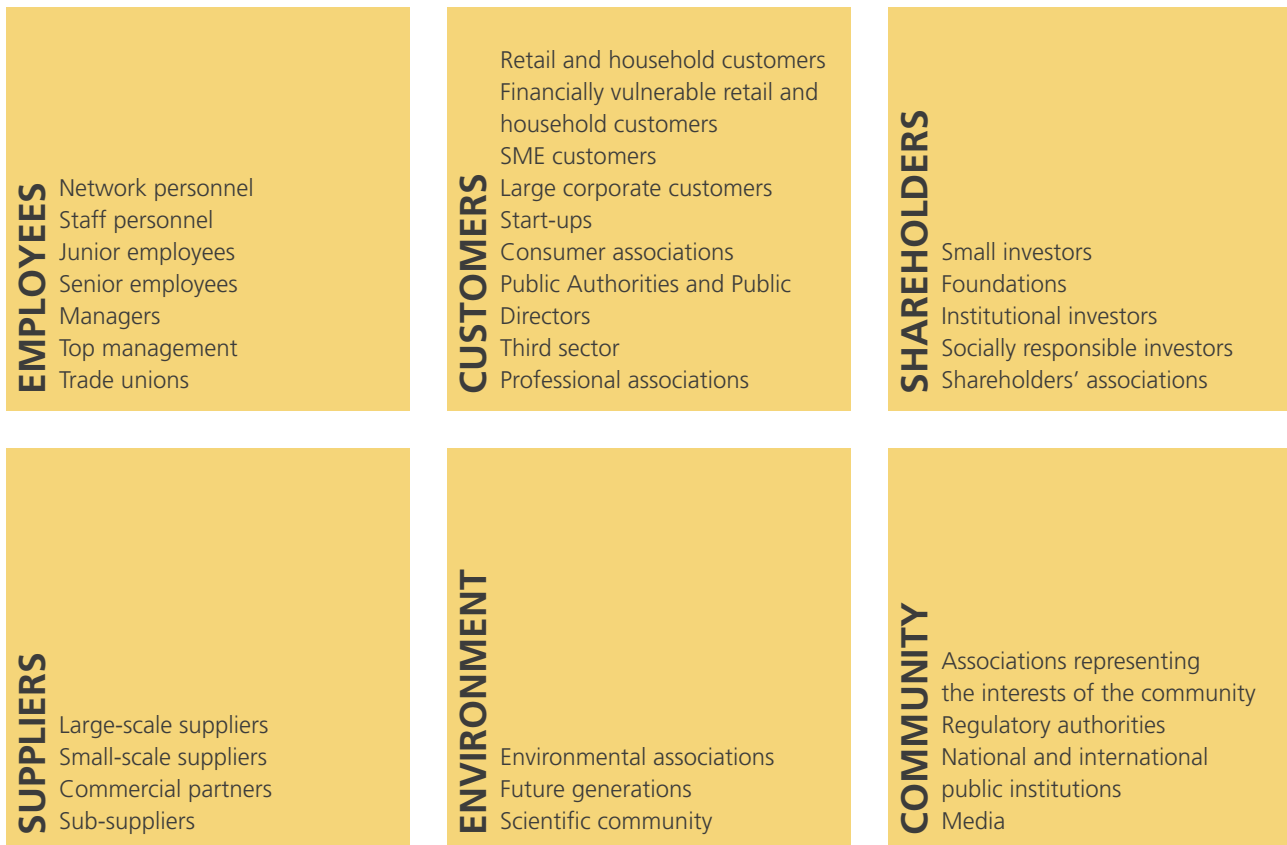 EMPLOYEES
Network personnel
Staff personnel
Junior employees
Senior employees
Managers
Top management
Trade unions
CUSTOMERS
Retail and household customers
Financially vulnerable retail and
household customers
SME customers
Large corporate customers
Start-ups
Consumer associations
Public Authorities and Public
Directors
Third sector
Professional associations
SHAREHOLDERS
Small investors
Foundations
Institutional investors
Socially responsible investors
Shareholders’ associations
SUPPLIERS
Large-scale suppliers
Small-scale suppliers
Commercial partners
Sub-suppliers
ENVIRONMENT
Environmental associations
Future generations
Scientific community
COMMUNITY
Associations representing
the interests of the community
Regulatory authorities
National and international
public institutions
Media